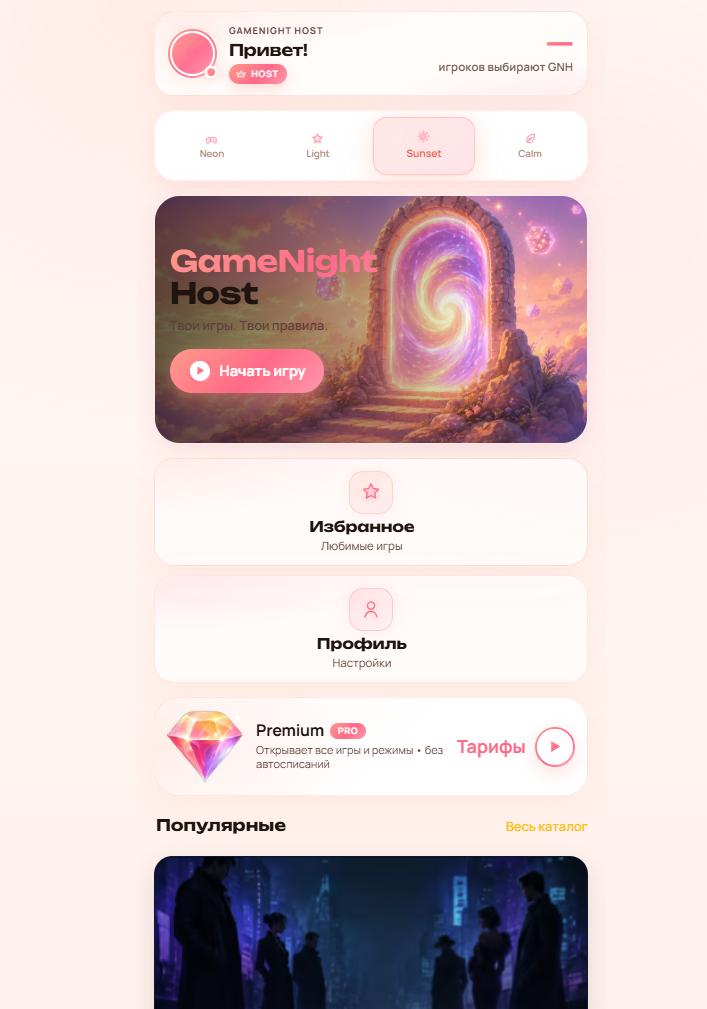 GAMENIGHT HOST
Привет!
HOST
—
игроков выбирают GNH
Neon
Light
Sunset
Calm
GameNight
Host
Твои игры. Твои правила.
Начать игру
Избранное
Любимые игры
Профиль
Настройки
Premium PRO
Открывает все игры и режимы • без
автосписаний
Тарифы
Популярные
Весь каталог